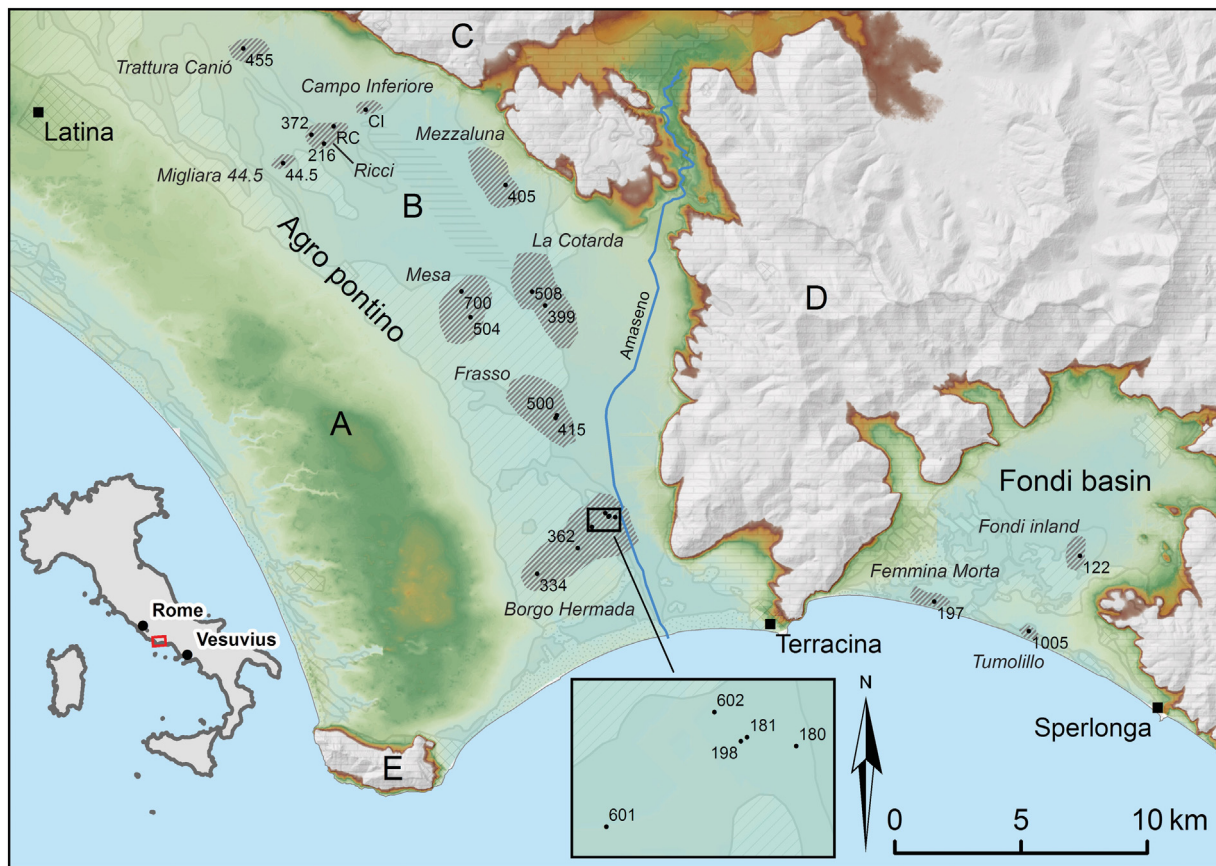 C
455
Trattura Caniò
Campo Inferiore
CI
Latina
372
RC
Mezzaluna
216
Ricci
Migliara 44.5
44.5
405
B
La Cotarda
Agro pontino
Mesa
508
700
399
504
Amaseno
D
Frasso
500
415
A
Fondi basin
Fondi inland
122
362
Femmina Morta
334
197
Borgo Hermada
Rome
Terracina
1005
Vesuvius
Tumolillo
N
602
181
198
180
Sperlonga
E
601
0
5
10 km